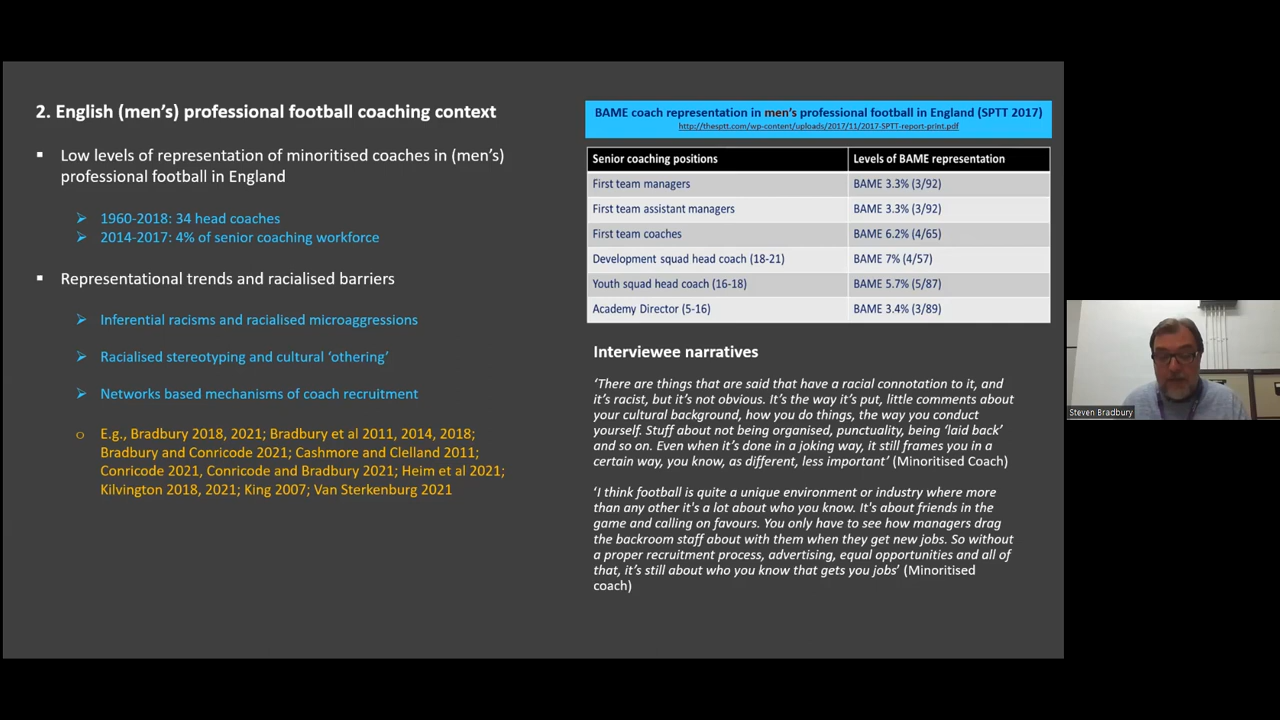 2. English (men's) professional football coaching context
▪ Low levels of representation of minoritised coaches in (men's)
professional football in England
➢ 1960-2018: 34 head coaches
➢ 2014-2017: 4% of senior coaching workforce
▪ Representational trends and racialised barriers
➢ Inferential racisms and racialised microaggressions
➢ Racialised stereotyping and cultural 'othering'
➢ Networks based mechanisms of coach recruitment
o E.g., Bradbury 2018, 2021; Bradbury et al 2011, 2014, 2018;
Bradbury and Conricode 2021; Cashmore and Clelland 2011;
Conricode 2021, Conricode and Bradbury 2021; Heim et al 2021;
Kilvington 2018, 2021; King 2007; Van Sterkenburg 2021
BAME coach representation in men's professional football in England (SPTT 2017)
http://thesptt.com/wp-content/uploads/2017/11/2017-SPTT-report-print.pdf
Senior coaching positions Levels of BAME representation
First team managers BAME 3.3% (3/92)
First team assistant managers BAME 3.3% (3/92)
First team coaches BAME 6.2% (4/65)
Development squad head coach (18-21) BAME 7% (4/57)
Youth squad head coach (16-18) BAME 5.7% (5/87)
Academy Director (5-16) BAME 3.4% (3/89)
Interviewee narratives
'There are things that are said that have a racial connotation to it, and
it's racist, but it's not obvious. It's the way it's put, little comments about
your cultural background, how you do things, the way you conduct
yourself. Stuff about not being organised, punctuality, being 'laid back'
and so on. Even when it's done in a joking way, it still frames you in a
certain way, you know, as different, less important' (Minoritised Coach)
'I think football is quite a unique environment or industry where more
than any other it's a lot about who you know. It's about friends in the
game and calling on favours. You only have to see how managers drag
the backroom staff about with them when they get new jobs. So without
a proper recruitment process, advertising, equal opportunities and all of
that, it's still about who you know that gets you jobs' (Minoritised
coach)
Steven Bradbury